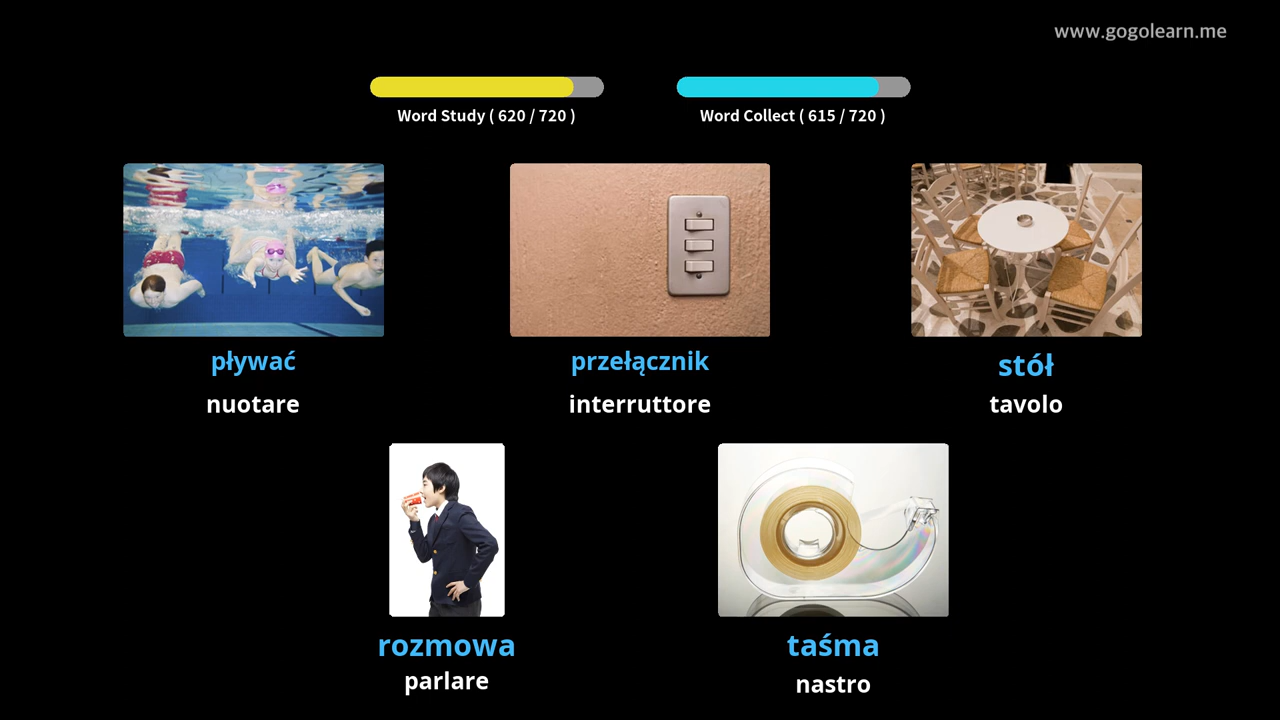 www.gogolearn.me
Word Study ( 620 / 720 )
Word Collect ( 615 / 720 )
pływać
przełącznik
stół
nuotare
interruttore
tavolo
rozmowa
taśma
parlare
nastro